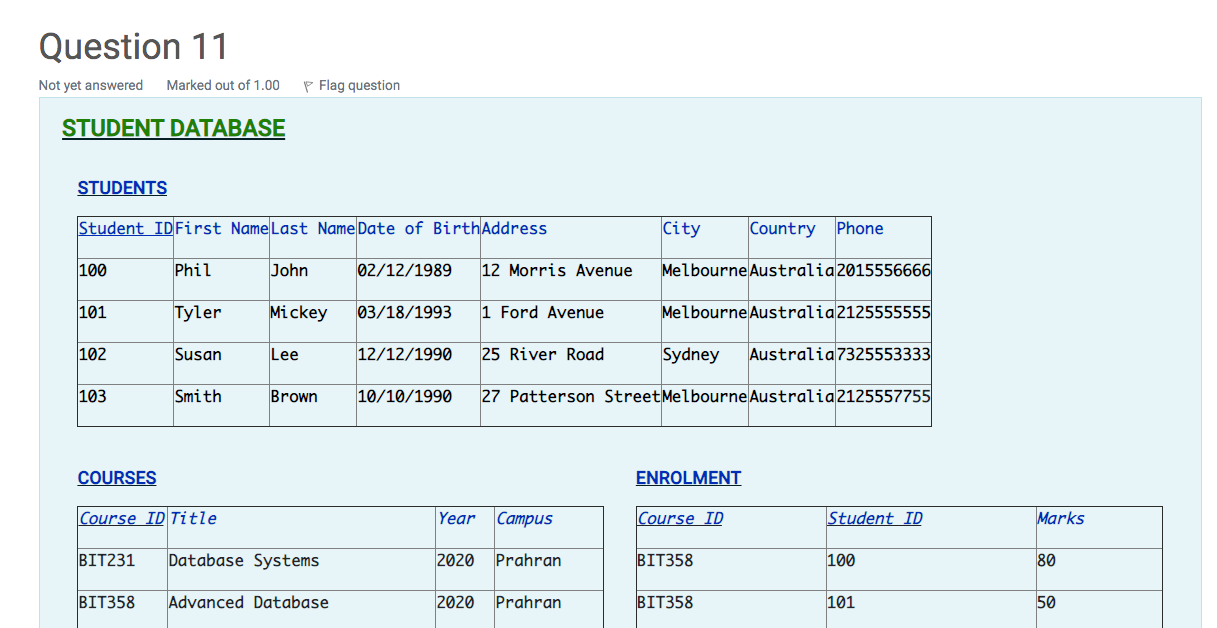 Question 11
Not yet answered Marked out of 1.00 Flag question
STUDENT DATABASE
STUDENTS
Student ID First Name Last Name Date of Birth Address City Country Phone
100 Phil John 02/12/1989 12 Morris Avenue Melbourne Australia 2015556666
101 Tyler Mickey 03/18/1993 1 Ford Avenue Melbourne Australia 2125555555
102 Susan Lee 12/12/1990 25 River Road Sydney Australia 7325553333
103 Smith Brown 10/10/1990 27 Patterson Street Melbourne Australia 2125557755
COURSES
Course ID Title Year Campus
BIT231 Database Systems 2020 Prahran
BIT358 Advanced Database 2020 Prahran
ENROLMENT
Course ID Student ID Marks
BIT358 100 80
BIT358 101 50